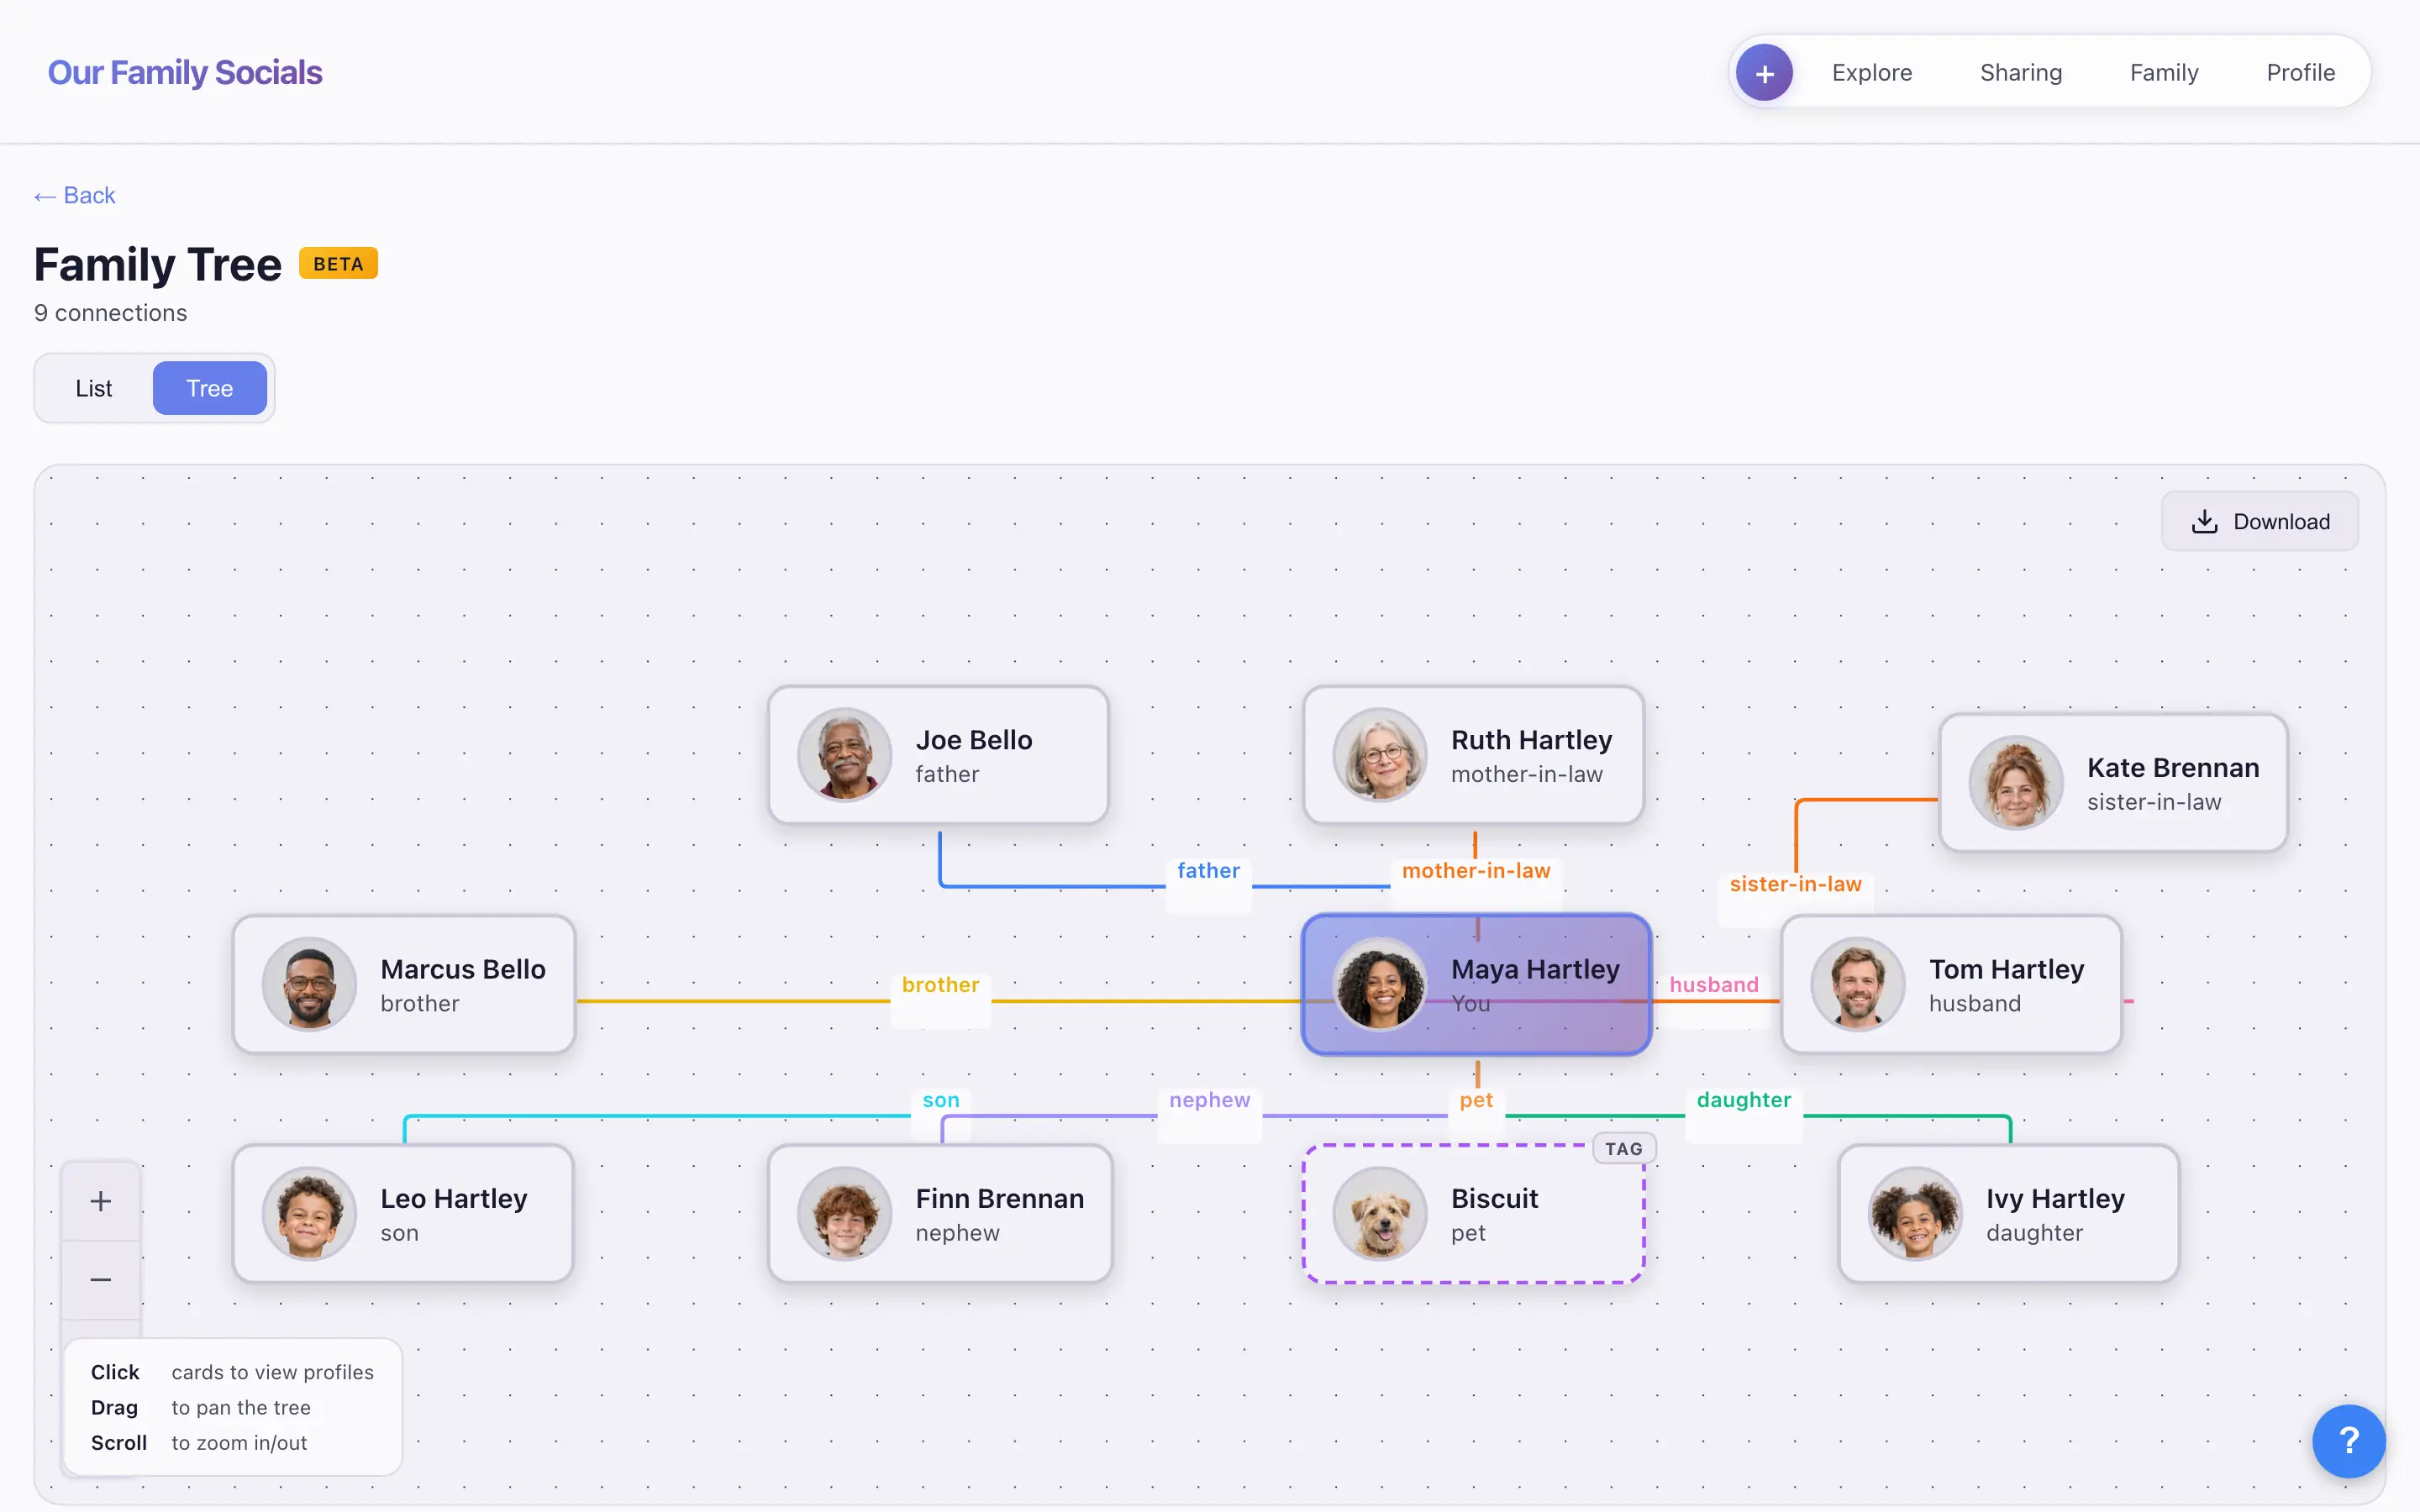 Our Family Socials
+ Explore Sharing Family Profile
← Back
Family Tree BETA
9 connections
List Tree
Download
Joe Bello
father
Ruth Hartley
mother-in-law
Kate Brennan
sister-in-law
father
mother-in-law
sister-in-law
Marcus Bello
brother
brother
Maya Hartley
You
husband
Tom Hartley
husband
son
nephew
pet
daughter
TAG
Leo Hartley
son
Finn Brennan
nephew
Biscuit
pet
Ivy Hartley
daughter
+
−
Click cards to view profiles
Drag to pan the tree
Scroll to zoom in/out
?